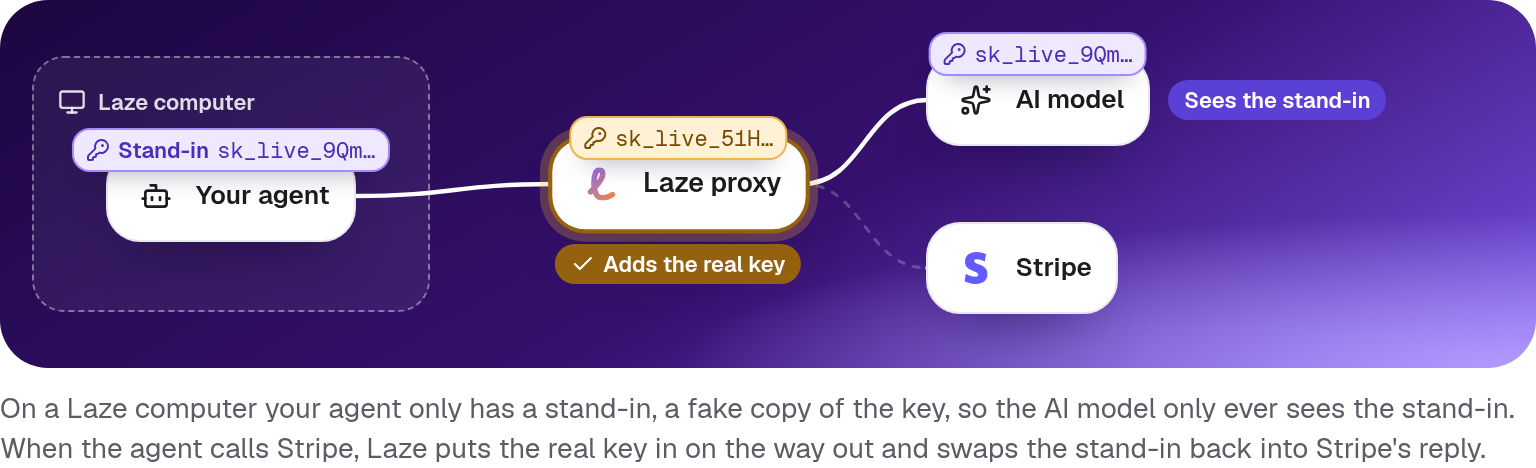 Laze computer
Stand-in sk_live_9Qm…
Your agent
sk_live_51H…
Laze proxy
Adds the real key
sk_live_9Qm…
AI model
Sees the stand-in
Stripe
On a Laze computer your agent only has a stand-in, a fake copy of the key, so the AI model only ever sees the stand-in.
When the agent calls Stripe, Laze puts the real key in on the way out and swaps the stand-in back into Stripe's reply.